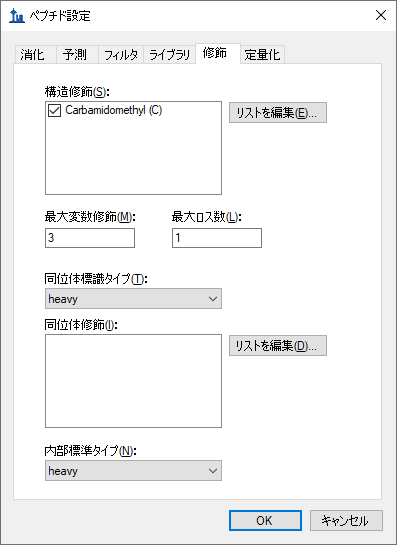 ペプチド設定
消化 予測 フィルタ ライブラリ 修飾 定量化
構造修飾(S):
Carbamidomethyl (C)
リストを編集(E)...
最大変数修飾(M): 最大ロス数(L):
3 1
同位体標識タイプ(T):
heavy
同位体修飾(I):
リストを編集(D)...
内部標準タイプ(N):
heavy
OK キャンセル